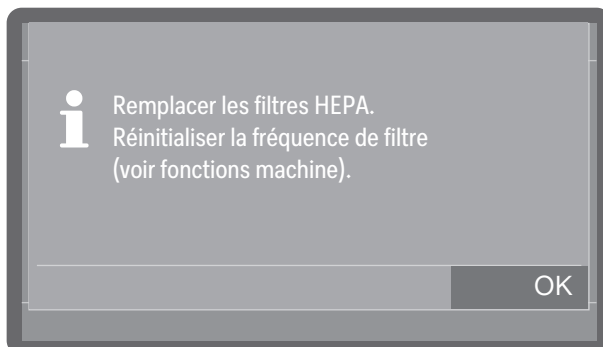 Remplacer les filtres HEPA.
Réinitialiser la fréquence de filtre
(voir fonctions machine).
OK